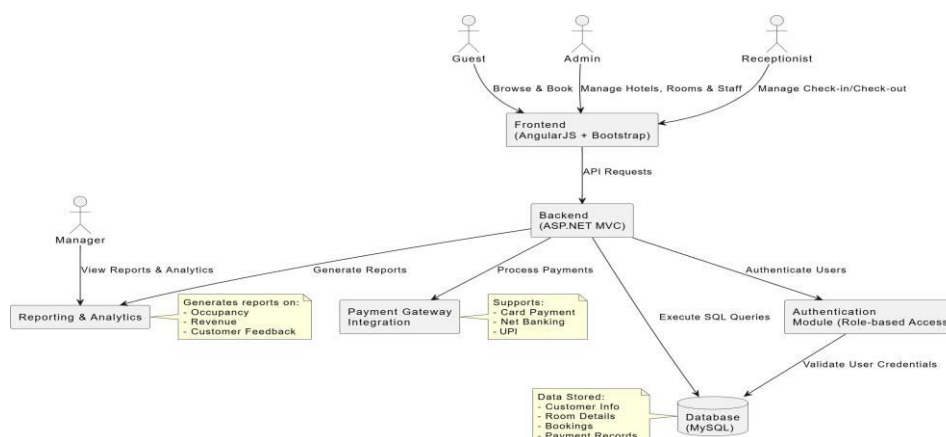 Guest
Admin
Receptionist
Browse & Book
Manage Hotels, Rooms & Staff
Manage Check-in/Check-out
Frontend
(AngularJS + Bootstrap)
API Requests
Manager
Backend
(ASP.NET MVC)
View Reports & Analytics
Generate Reports
Process Payments
Authenticate Users
Reporting & Analytics
Generates reports on:
- Occupancy
- Revenue
- Customer Feedback
Payment Gateway
Integration
Supports:
- Card Payment
- Net Banking
- UPI
Execute SQL Queries
Authentication
Module (Role-based Access
Validate User Credentials
Data Stored:
- Customer Info
- Room Details
- Bookings
- Payment Records
Database
(MySQL)